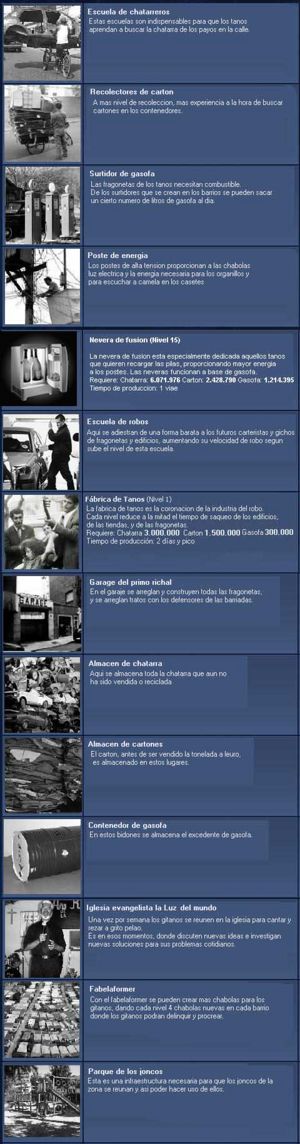 Escuela de chatarreros
Estas escuelas son indispensables para que los tanos
aprendan a buscar la chatarra de los payos en la calle.
Recolectores de carton
A mas nivel de recoleccion, mas experiencia a la hora de buscar
cartones en los contenedores.
Surtidor de gasofa
Las fragonetas de los tanos necesitan combustible.
De los surtidores que se crean en los barrios se pueden sacar
un cierto numero de litros de gasofa al dia.
Poste de energia
Los postes de alta tension proporcionan a las chabolas
luz electrica y la energia necesaria para los organillos y
para escuchar a camela en los casetes
Nevera de fusion (Nivel 15)
La nevera de fusion esta especialmente dedicada aquellos tanos
que quieren recargar las pilas, proporcionando mayor energia
a los postes. Las neveras funcionan a base de gasofa.
Requiere: Chatarra: 6.071.976 Carton: 2.428.790 Gasofa: 1.214.395
Tiempo de produccion: 1 viae
Escuela de robos
Aqui se adiestran de una forma barata a los futuros carteristas y gichos
de fragonetas y edificios, aumentando su velocidad de robo segun
sube el nivel de esta escuela.
Fábrica de Tanos (Nivel 1)
La fabrica de tanos es la coronacion de la industria del robo.
Cada nivel reduce a la mitad el tiempo de saqueo de los edificios,
de las tiendas, y de las fragonetas.
Requiere: Chatarra 3.000.000 Carton 1.500.000 Gasofa 300.000
Tiempo de producción: 2 días y pico
Garage del primo richal
En el garaje se arreglan y construyen todas las fragonetas,
y se arreglan tratos con los defensores de las barriadas.
GARAGE
Almacen de chatarra
Aqui se almacena toda la chatarra que aun no
ha sido vendida o reciclada
Almacen de cartones
El carton, antes de ser vendido la tonelada a leuro,
es almacenado en estos lugares.
Contenedor de gasofa
En estos bidones se almacena el excedente de gasofa.
Iglesia evangelista la Luz del mundo
Una vez por semana los gitanos se reunen en la iglesia para cantar y
rezar a grito pelao.
Es en esos momentos, donde discuten nuevas ideas e investigan
nuevas soluciones para sus problemas cotidianos.
Fabelaformer
Con el fabelaformer se pueden crear mas chabolas para los
gitanos, dando cada nivel 4 chabolas nuevas en cada barrio
donde los gitanos podran delinquir y procrear.
Parque de los joncos
Esta es una infraestructura necesaria para que los joncos de la
zona se reunan y asi poder hacer uso de ellos.